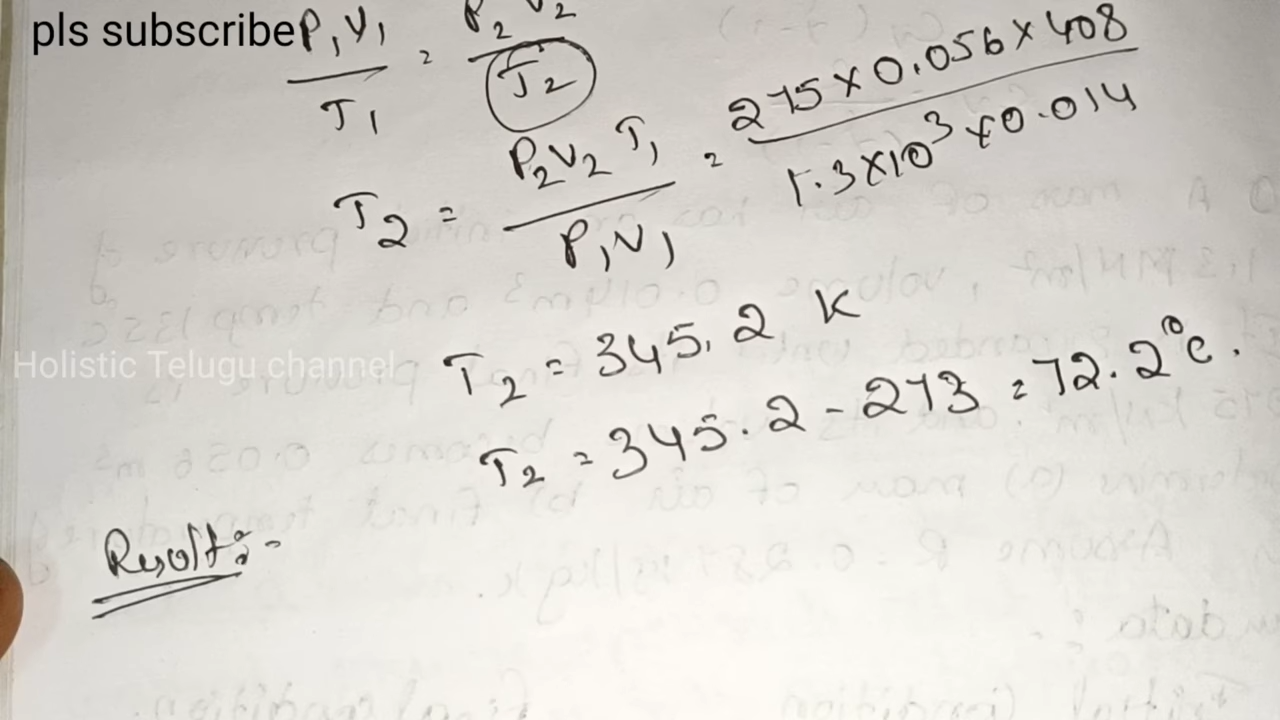 pls subscribe
P₁V₁ / T₁ = P₂V₂ / T₂
T₂ = P₂V₂T₁ / P₁V₁ = 275×0.056×408 / 1.3×10³×0.014
Holistic Telugu channel
T₂ = 345.2 K
T₂ = 345.2 - 273 = 72.2°C.
Result:-